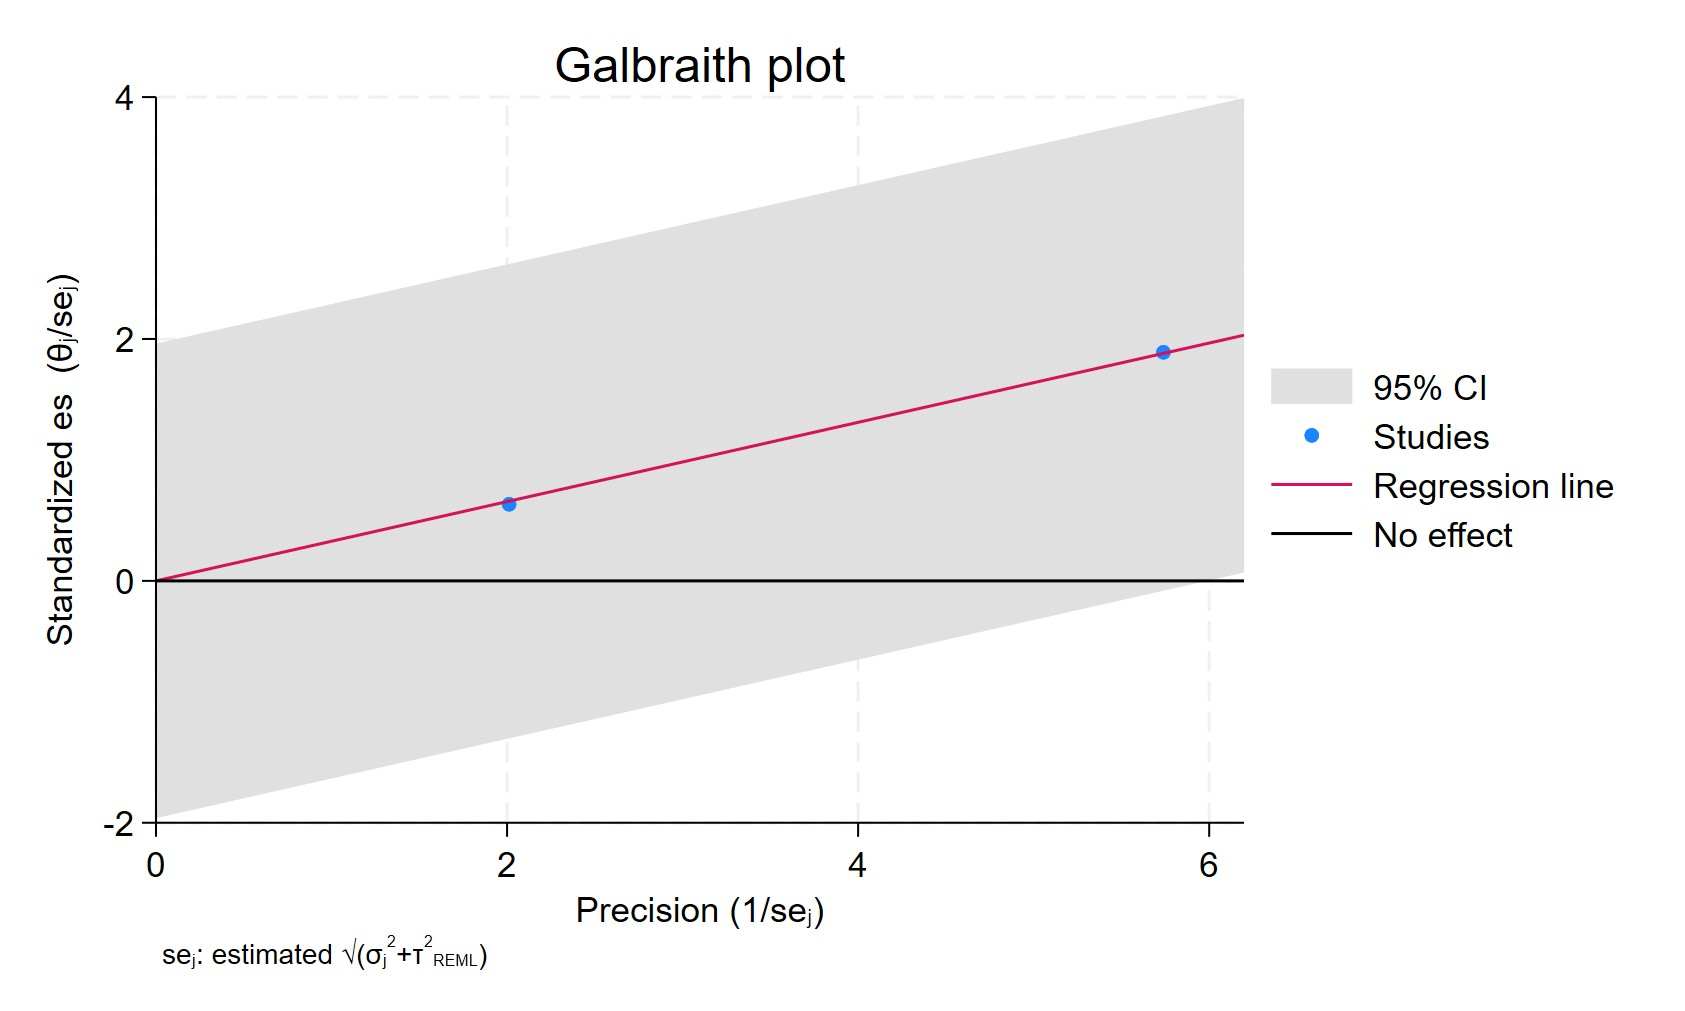 Galbraith plot
4
2
0
-2
Standardized es (θⱼ/seⱼ)
0 2 4 6
Precision (1/seⱼ)
95% CI
Studies
Regression line
No effect
seⱼ: estimated √(σⱼ²+τ²REML)